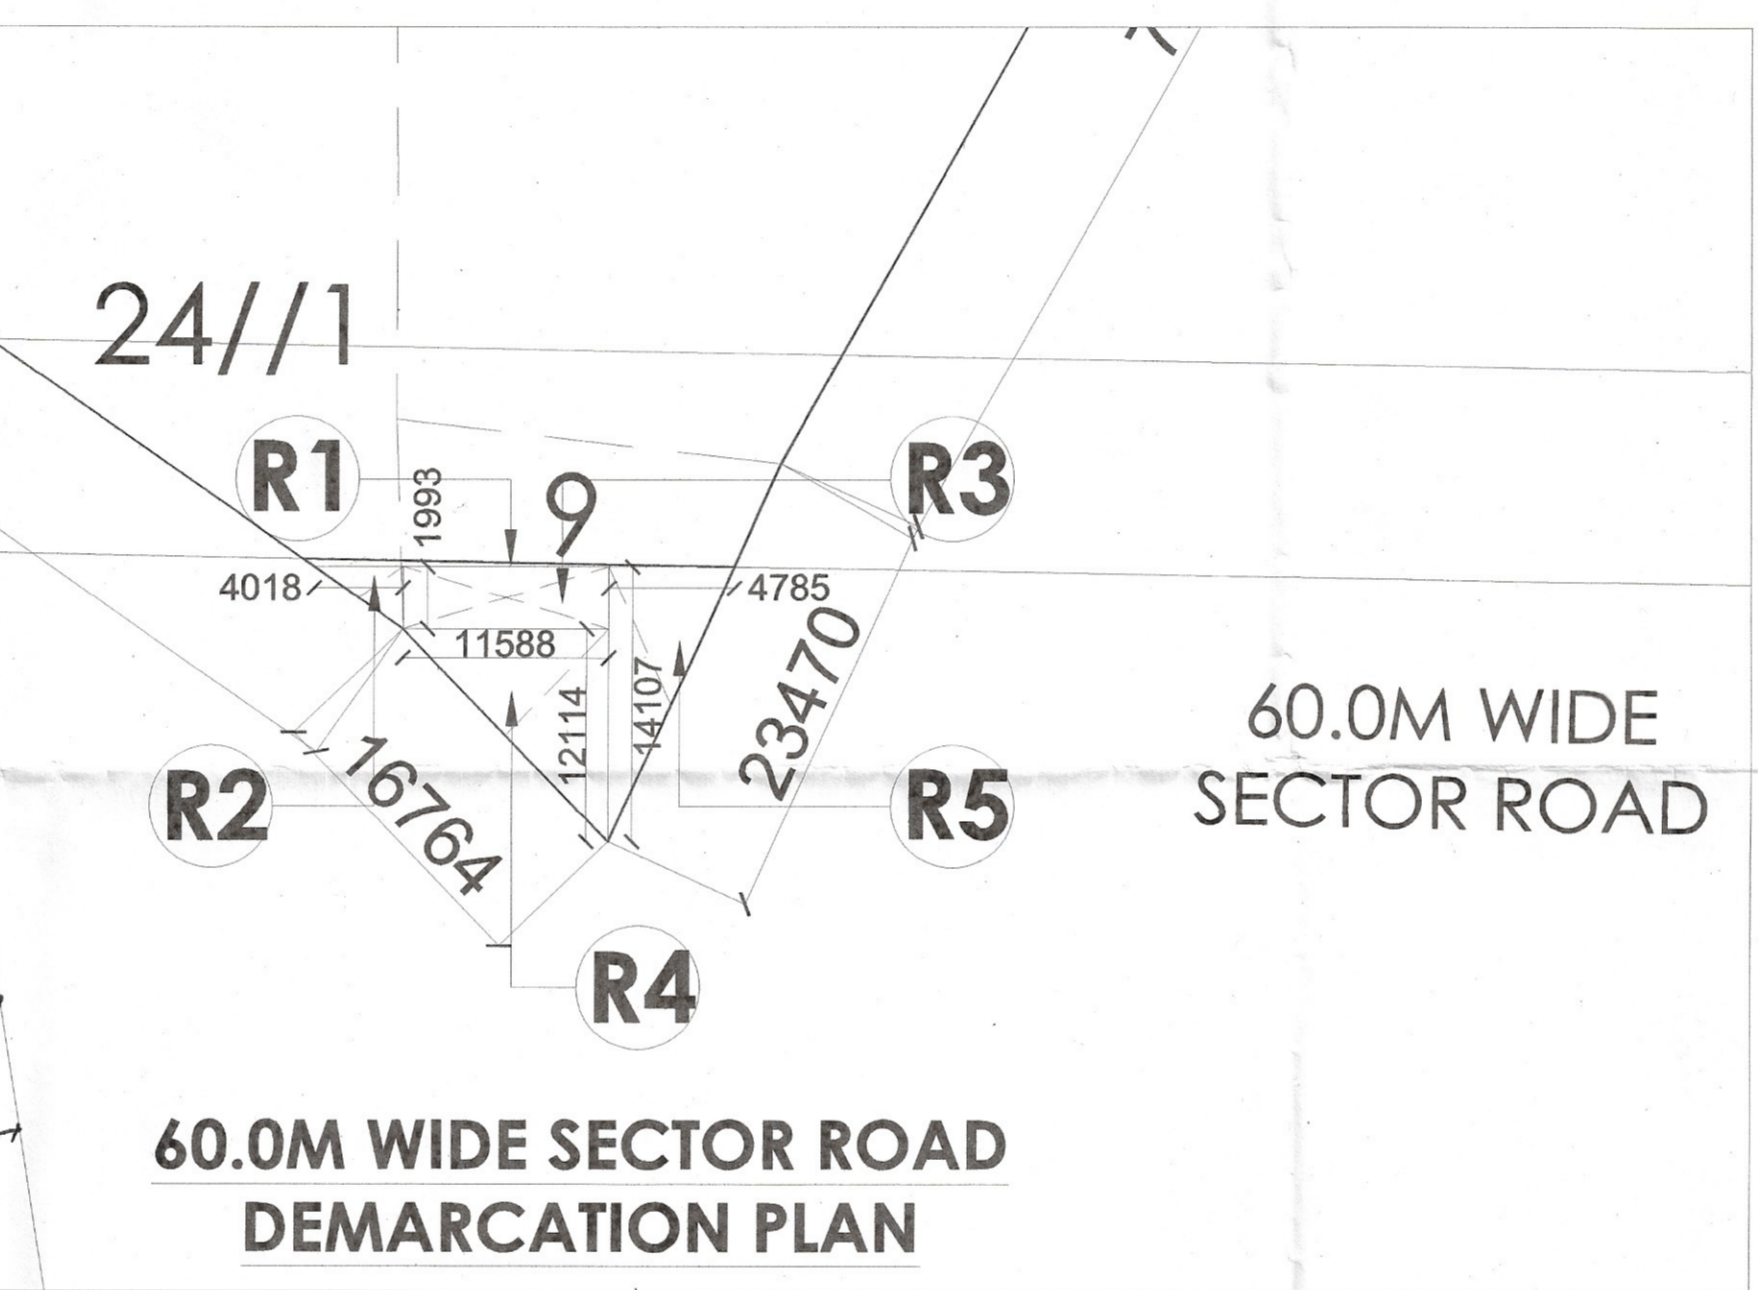 7
24//1
R1
1993
9
R3
4018
4785
11588
23470
14107
12114
60.0M WIDE
SECTOR ROAD
R2
16764
R5
R4
60.0M WIDE SECTOR ROAD
DEMARCATION PLAN